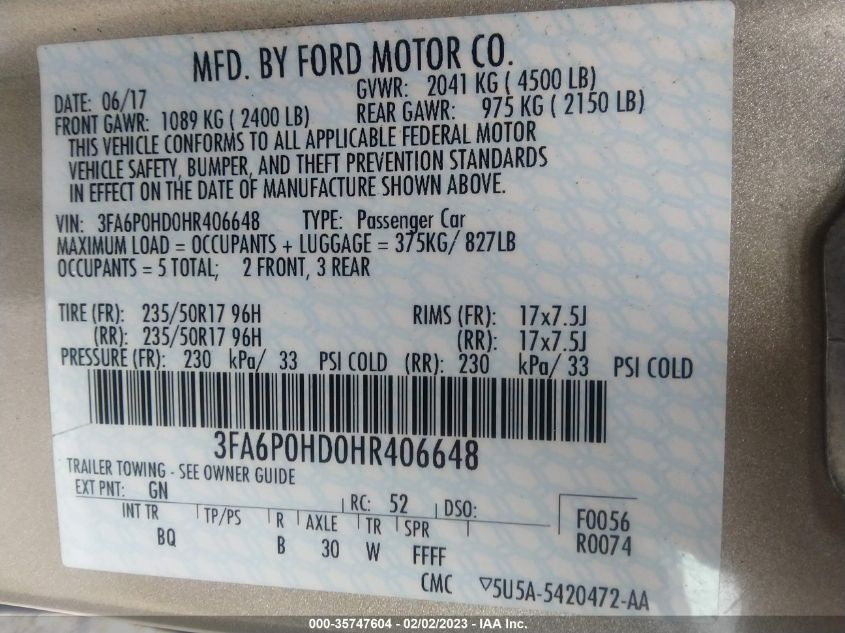 MFD. BY FORD MOTOR CO.
DATE: 06/17 GVWR: 2041 KG ( 4500 LB)
FRONT GAWR: 1089 KG ( 2400 LB) REAR GAWR: 975 KG ( 2150 LB)
THIS VEHICLE CONFORMS TO ALL APPLICABLE FEDERAL MOTOR
VEHICLE SAFETY, BUMPER, AND THEFT PREVENTION STANDARDS
IN EFFECT ON THE DATE OF MANUFACTURE SHOWN ABOVE.
VIN: 3FA6P0HD0HR406648 TYPE: Passenger Car
MAXIMUM LOAD = OCCUPANTS + LUGGAGE = 375KG/ 827LB
OCCUPANTS = 5 TOTAL; 2 FRONT, 3 REAR
TIRE (FR): 235/50R17 96H RIMS (FR): 17x7.5J
(RR): 235/50R17 96H (RR): 17x7.5J
PRESSURE (FR): 230 kPa/ 33 PSI COLD (RR): 230 kPa/ 33 PSI COLD
3FA6P0HD0HR406648
TRAILER TOWING - SEE OWNER GUIDE
EXT PNT: GN RC: 52 DSO:
INT TR TP/PS R AXLE TR SPR F0056
BQ B 30 W FFFF R0074
CMC ▽5U5A-5420472-AA
000-35747604 - 02/02/2023 - IAA Inc.